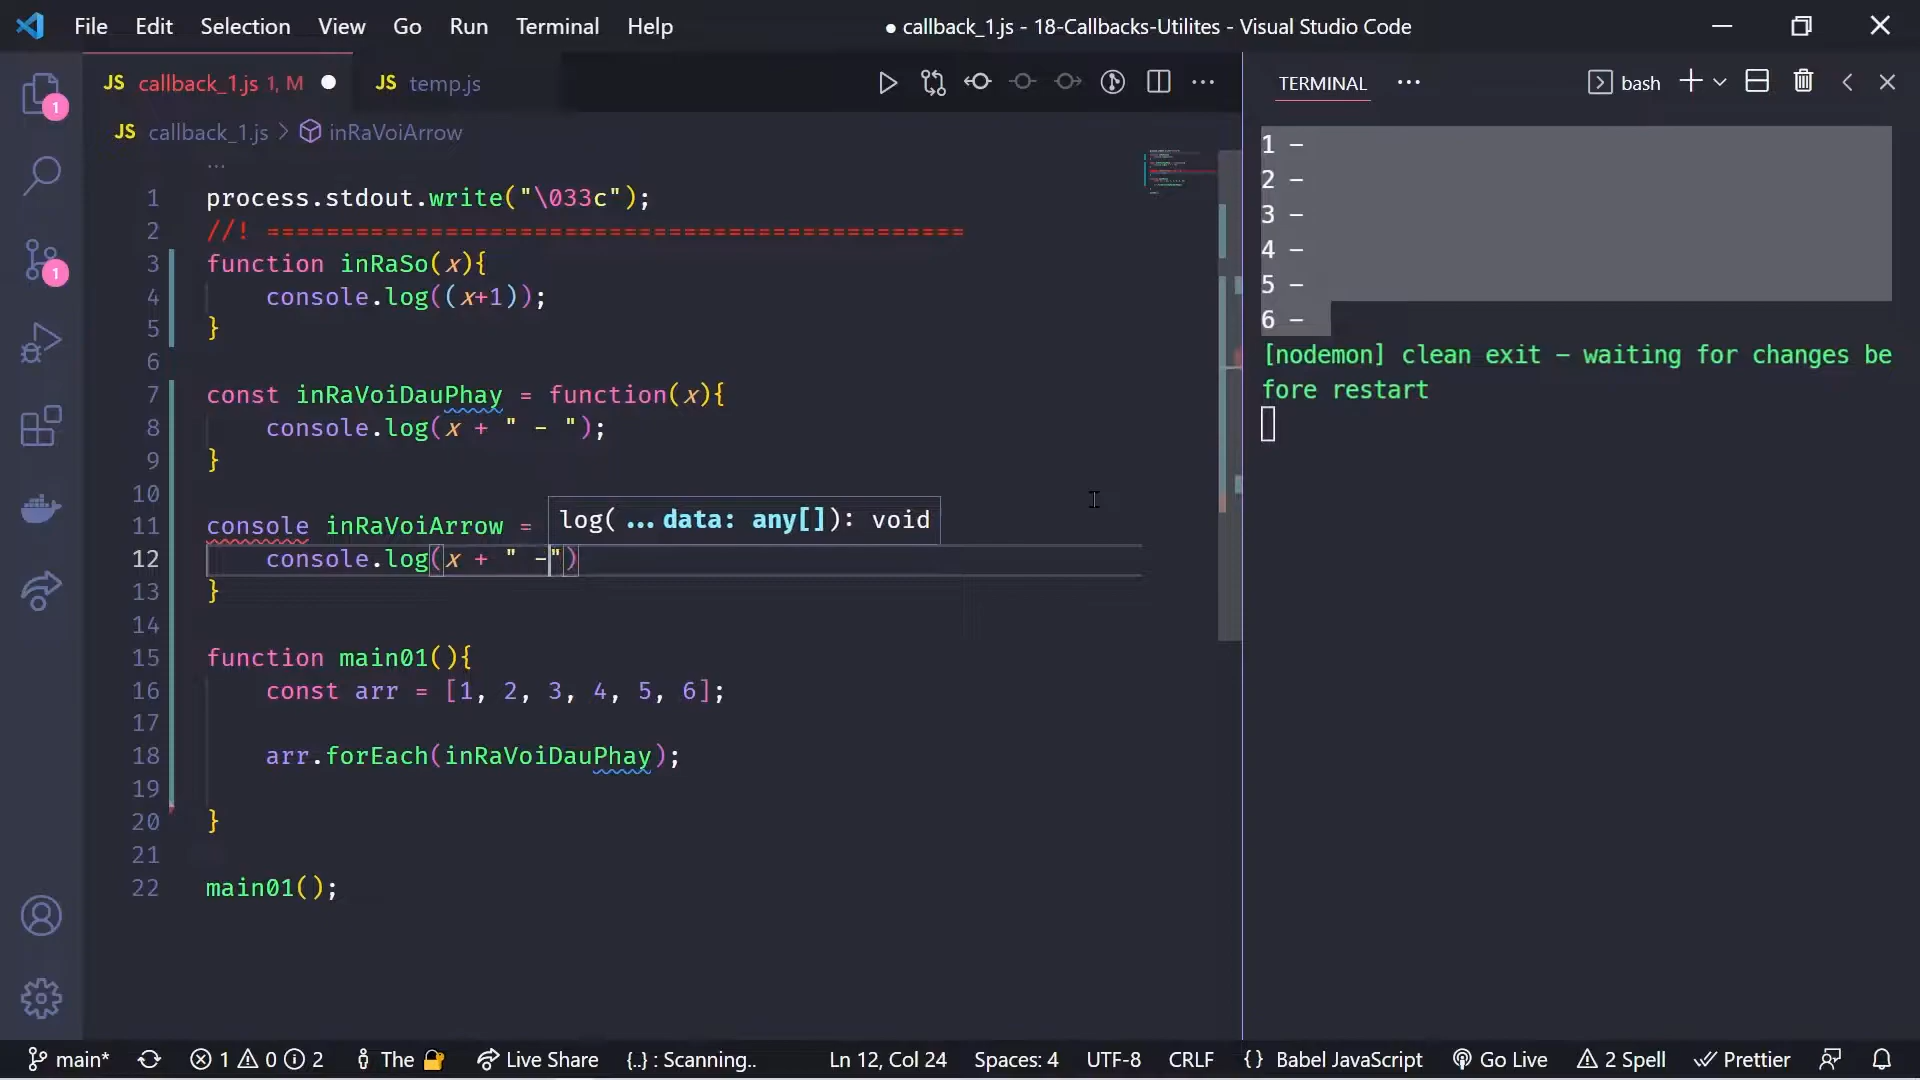 File Edit Selection View Go Run Terminal Help
● callback_1.js - 18-Callbacks-Utilites - Visual Studio Code
JS callback_1.js 1, M ●
JS temp.js
JS callback_1.js > inRaVoiArrow
...
1 process.stdout.write("\033c");
2 //! ===============================================
3 function inRaSo(x){
4 console.log((x+1));
5 }
6
7 const inRaVoiDauPhay = function(x){
8 console.log(x + " - ");
9 }
10
11 console inRaVoiArrow =
log(...data: any[]): void
12 console.log(x + " -")
13 }
14
15 function main01(){
16 const arr = [1, 2, 3, 4, 5, 6];
17
18 arr.forEach(inRaVoiDauPhay);
19
20 }
21
22 main01();
1
1
TERMINAL ...
bash
1 -
2 -
3 -
4 -
5 -
6 -
[nodemon] clean exit - waiting for changes be
fore restart
main* 1 0 2 The Live Share {..} : Scanning.. Ln 12, Col 24 Spaces: 4 UTF-8 CRLF { } Babel JavaScript Go Live 2 Spell Prettier